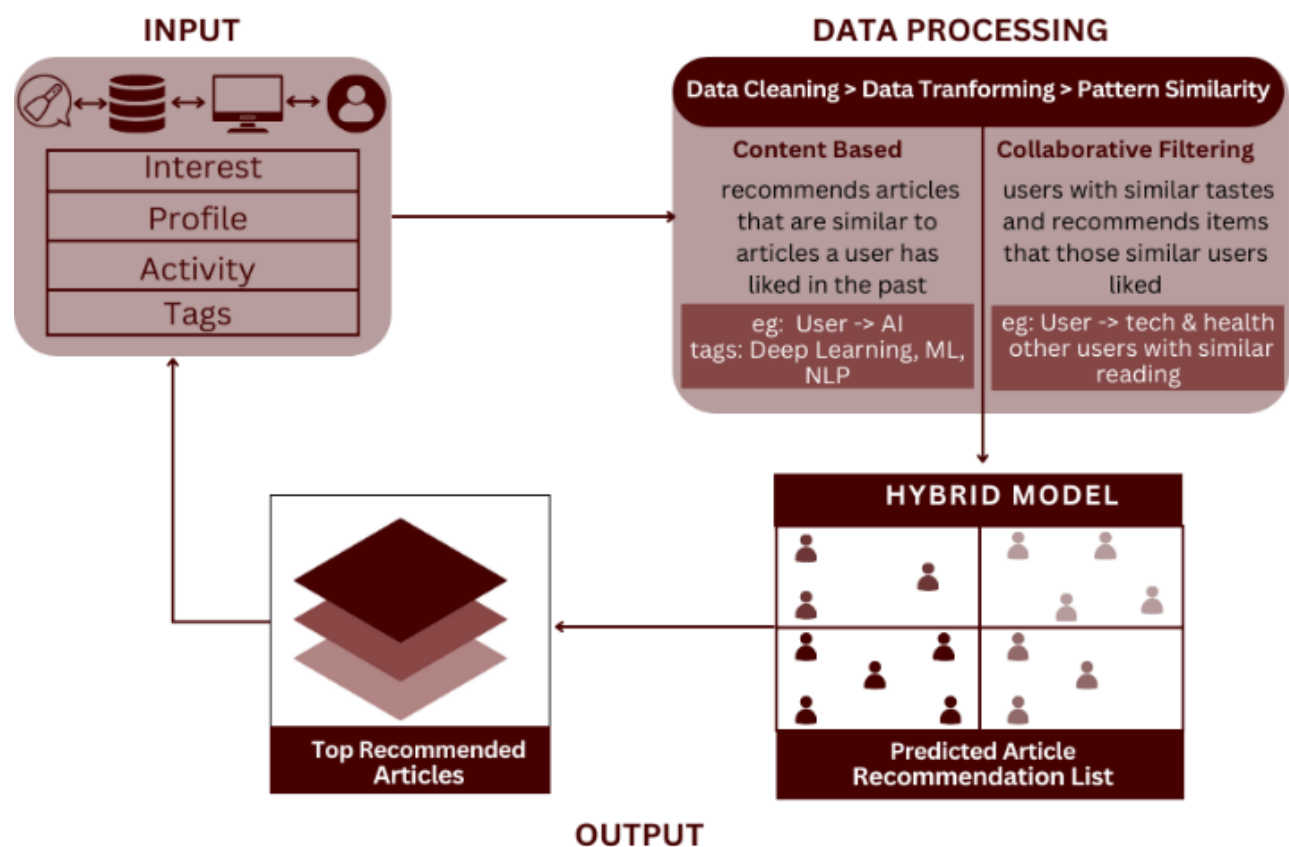 INPUT
Interest
Profile
Activity
Tags
DATA PROCESSING
Data Cleaning > Data Tranforming > Pattern Similarity
Content Based
recommends articles
that are similar to
articles a user has
liked in the past
eg: User -> AI
tags: Deep Learning, ML,
NLP
Collaborative Filtering
users with similar tastes
and recommends items
that those similar users
liked
eg: User -> tech & health
other users with similar
reading
HYBRID MODEL
Predicted Article
Recommendation List
Top Recommended
Articles
OUTPUT